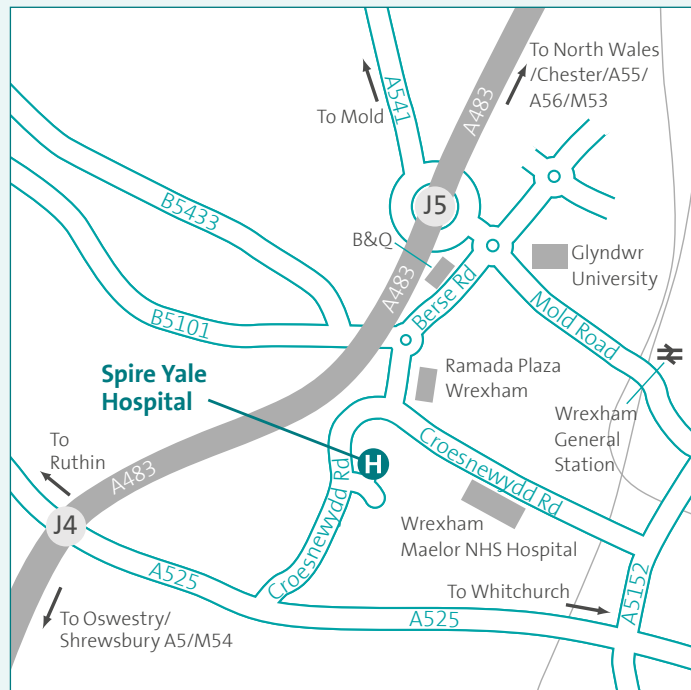 To North Wales
/Chester/A55/
A56/M53
A483
A541
To Mold
B5433
J5
B&Q
Glyndwr
University
A483
Berse Rd
Mold Road
B5101
Spire Yale
Hospital
Ramada Plaza
Wrexham
Wrexham
General
Station
To
Ruthin
A483
H
Croesnewydd Rd
Croesnewydd Rd
J4
Wrexham
Maelor NHS Hospital
A525
To Whitchurch
A5152
To Oswestry/
Shrewsbury A5/M54
A525